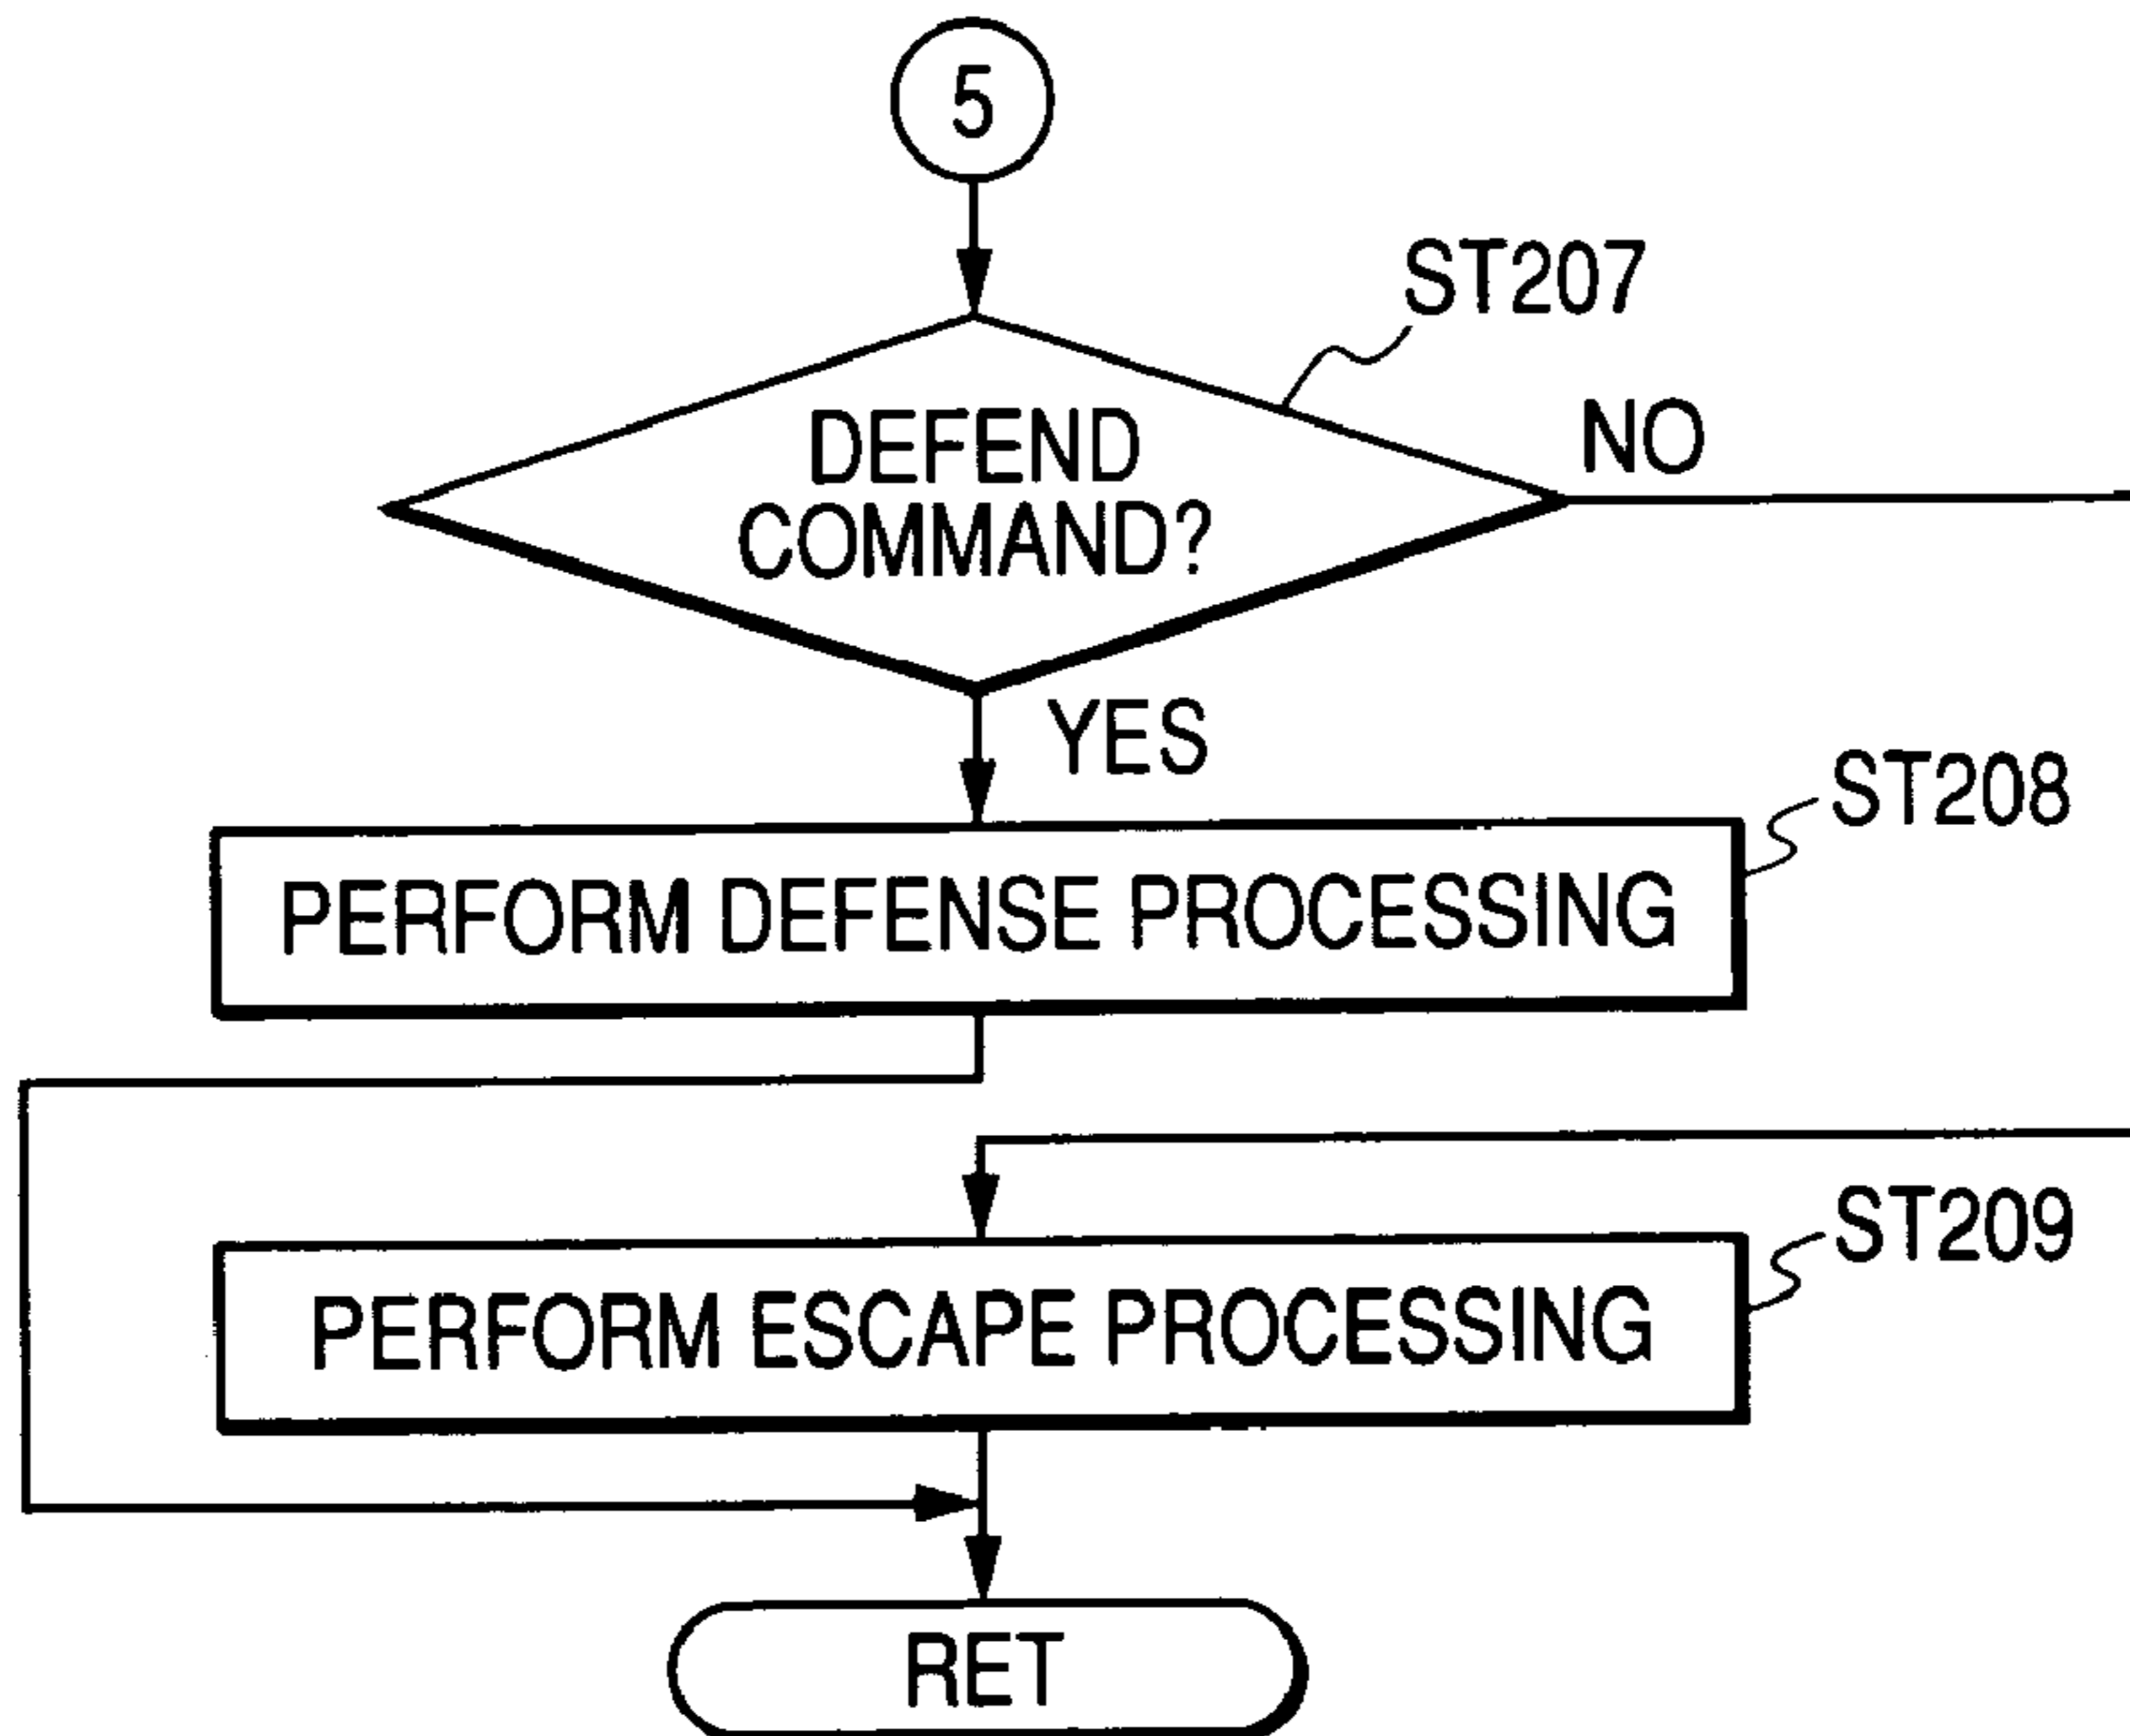 5
ST207
DEFEND
COMMAND?
NO
YES
ST208
PERFORM DEFENSE PROCESSING
ST209
PERFORM ESCAPE PROCESSING
RET